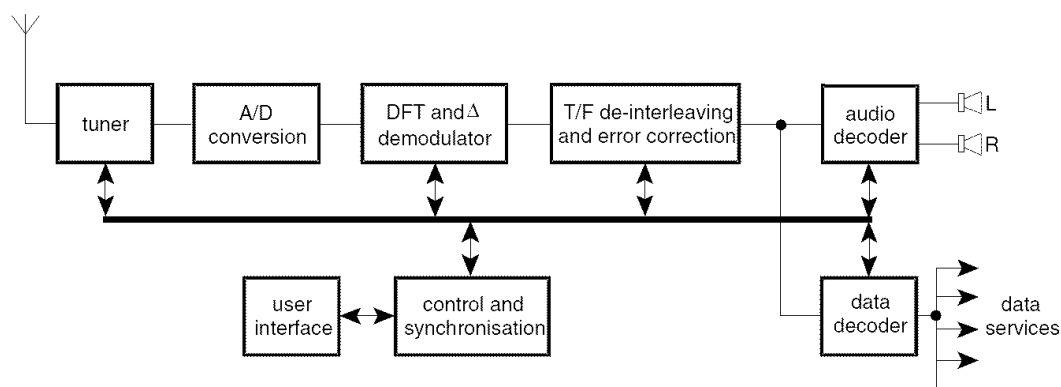 tuner
A/D
conversion
DFT and Δ
demodulator
T/F de-interleaving
and error correction
audio
decoder
L
R
user
interface
control and
synchronisation
data
decoder
data
services